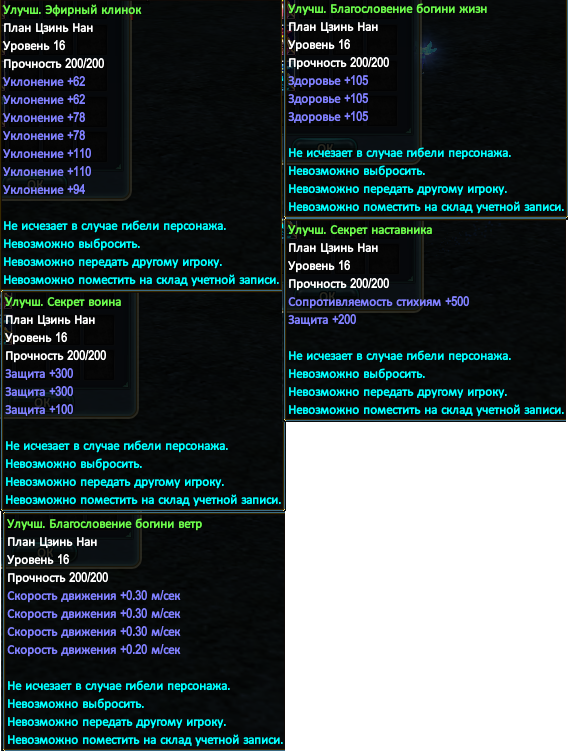 Улучш. Эфирный клинок
План Цзинь Нан
Уровень 16
Прочность 200/200
Уклонение +62
Уклонение +62
Уклонение +78
Уклонение +78
Уклонение +110
Уклонение +110
Уклонение +94
Не исчезает в случае гибели персонажа.
Невозможно выбросить.
Невозможно передать другому игроку.
Невозможно поместить на склад учетной записи.
Улучш. Секрет воина
План Цзинь Нан
Уровень 16
Прочность 200/200
Защита +300
Защита +300
Защита +100
Не исчезает в случае гибели персонажа.
Невозможно выбросить.
Невозможно передать другому игроку.
Невозможно поместить на склад учетной записи.
Улучш. Благословение богини ветр
План Цзинь Нан
Уровень 16
Прочность 200/200
Скорость движения +0.30 м/сек
Скорость движения +0.30 м/сек
Скорость движения +0.30 м/сек
Скорость движения +0.20 м/сек
Не исчезает в случае гибели персонажа.
Невозможно выбросить.
Невозможно передать другому игроку.
Невозможно поместить на склад учетной записи.
Улучш. Благословение богини жизн
План Цзинь Нан
Уровень 16
Прочность 200/200
Здоровье +105
Здоровье +105
Здоровье +105
Не исчезает в случае гибели персонажа.
Невозможно выбросить.
Невозможно передать другому игроку.
Невозможно поместить на склад учетной записи.
Улучш. Секрет наставника
План Цзинь Нан
Уровень 16
Прочность 200/200
Сопротивляемость стихиям +500
Защита +200
Не исчезает в случае гибели персонажа.
Невозможно выбросить.
Невозможно передать другому игроку.
Невозможно поместить на склад учетной записи.